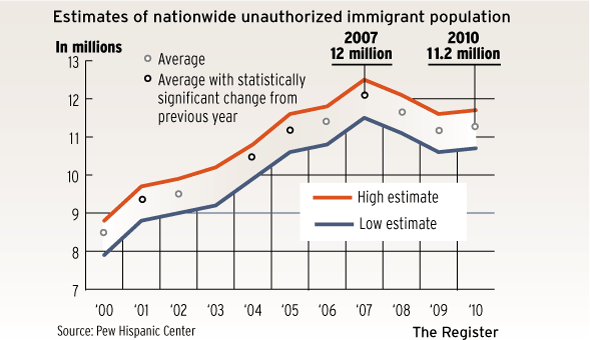 Estimates of nationwide unauthorized immigrant population
In millions
2007
12 million
2010
11.2 million
Average
Average with statistically
significant change from
previous year
13
12
11
10
9
8
7
High estimate
Low estimate
'00 '01 '02 '03 '04 '05 '06 '07 '08 '09 '10
Source: Pew Hispanic Center
The Register